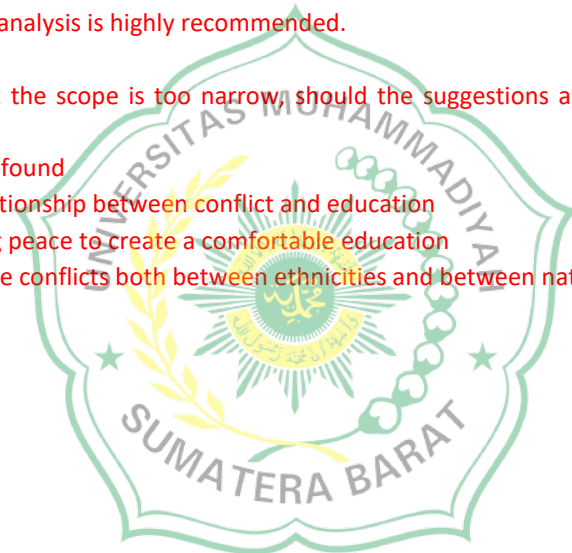 analysis is highly recommended.
the scope is too narrow, should the suggestions a
found
tionship between conflict and education
g peace to create a comfortable education
e conflicts both between ethnicities and between nat
UNIVERSITAS MUHAMMADIYAH
SUMATERA BARAT
محمد